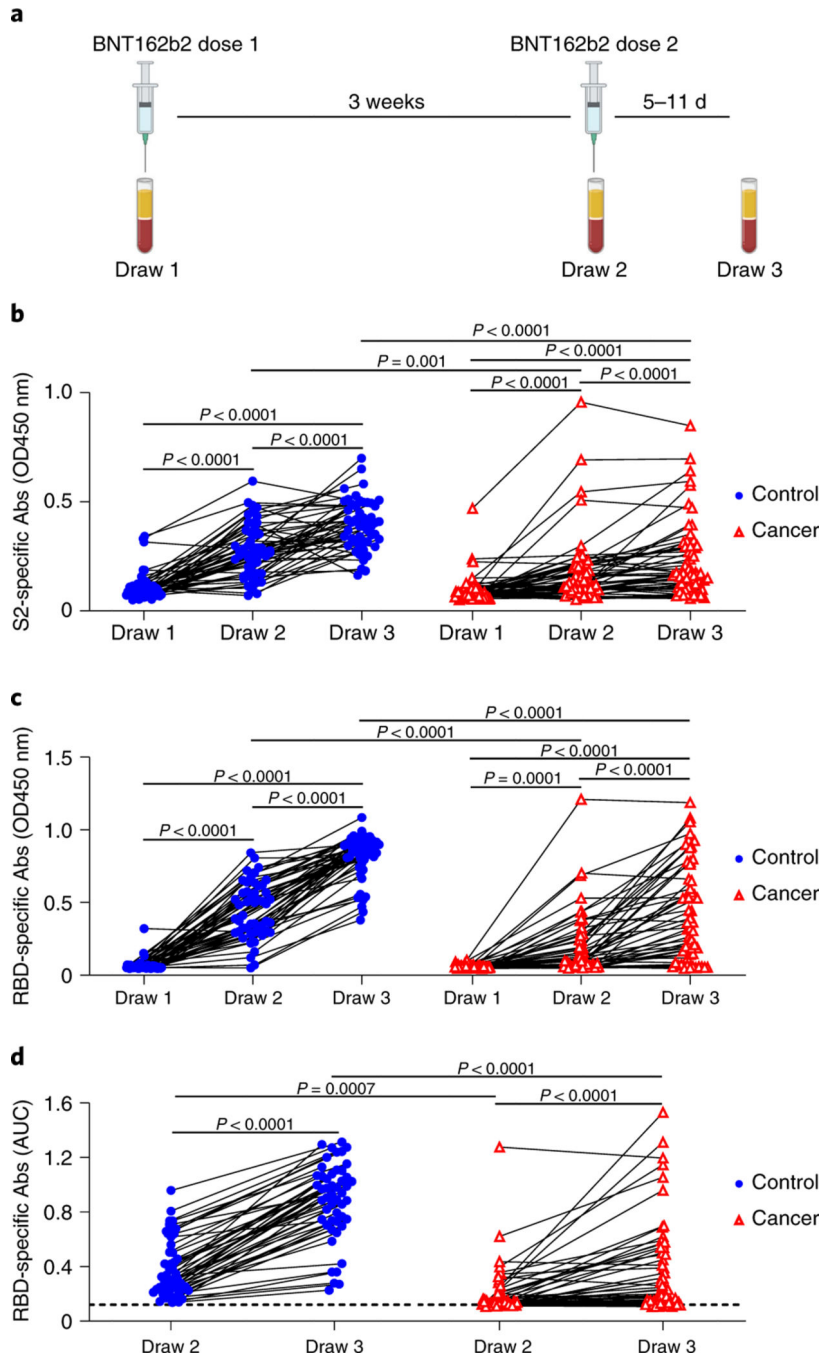 a
BNT162b2 dose 1
BNT162b2 dose 2
3 weeks
5–11 d
Draw 1
Draw 2
Draw 3
b
P < 0.0001
P = 0.001
P < 0.0001
P < 0.0001
P < 0.0001
P < 0.0001
P < 0.0001
P < 0.0001
S2-specific Abs (OD450 nm)
1.0
0.5
0
Control
Cancer
Draw 1
Draw 2
Draw 3
Draw 1
Draw 2
Draw 3
c
P < 0.0001
P < 0.0001
P < 0.0001
P < 0.0001
P = 0.0001
P < 0.0001
P < 0.0001
P < 0.0001
RBD-specific Abs (OD450 nm)
1.5
1.0
0.5
0
Control
Cancer
Draw 1
Draw 2
Draw 3
Draw 1
Draw 2
Draw 3
d
P < 0.0001
P = 0.0007
P < 0.0001
P < 0.0001
RBD-specific Abs (AUC)
1.6
1.2
0.8
0.4
0
Control
Cancer
Draw 2
Draw 3
Draw 2
Draw 3